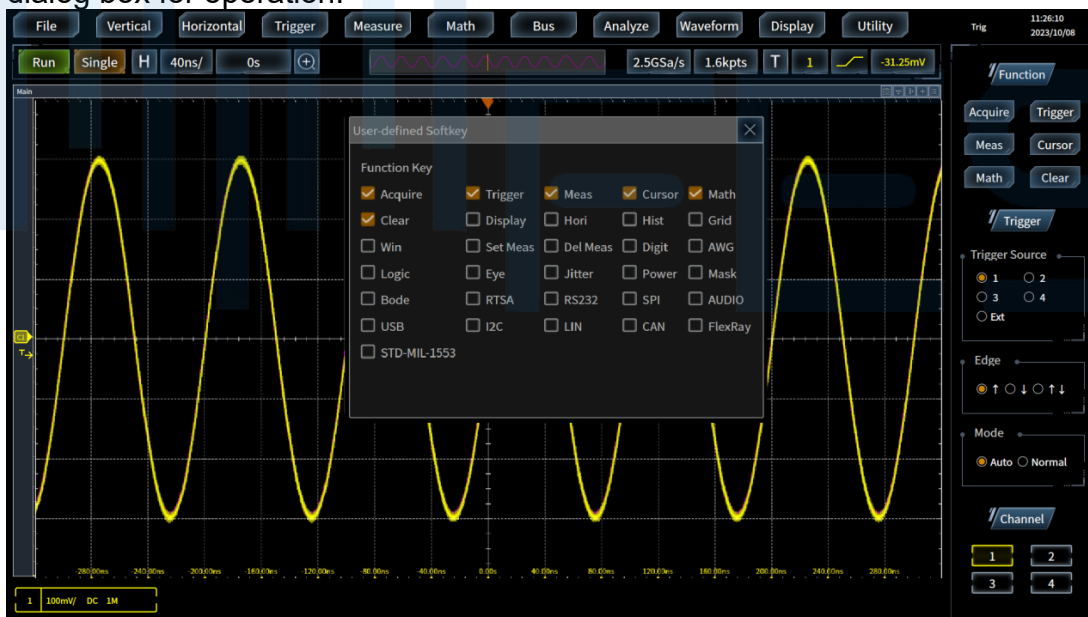 dialog box for operation.
File Vertical Horizontal Trigger Measure Math Bus Analyze Waveform Display Utility Trig 11:26:10
2023/10/08
Run Single H 40ns/ 0s 2.5GSa/s 1.6kpts T 1 -31.25mV
Function
Main
Acquire Trigger
Meas Cursor
Math Clear
User-defined Softkey
Function Key
Acquire Trigger Meas Cursor Math
Clear Display Hori Hist Grid
Win Set Meas Del Meas Digit AWG
Logic Eye Jitter Power Mask
Bode RTSA RS232 SPI AUDIO
USB I2C LIN CAN FlexRay
STD-MIL-1553
Trigger
Trigger Source
1 2
3 4
Ext
C1
T→
Edge
↑ ↓ ↑↓
Mode
Auto Normal
Channel
1 2
3 4
-280.00ns -240.00ns -200.00ns -160.00ns -120.00ns -80.00ns -40.00ns 0.00s 40.00ns 80.00ns 120.00ns 160.00ns 200.00ns 240.00ns 280.00ns
1 100mV/ DC 1M